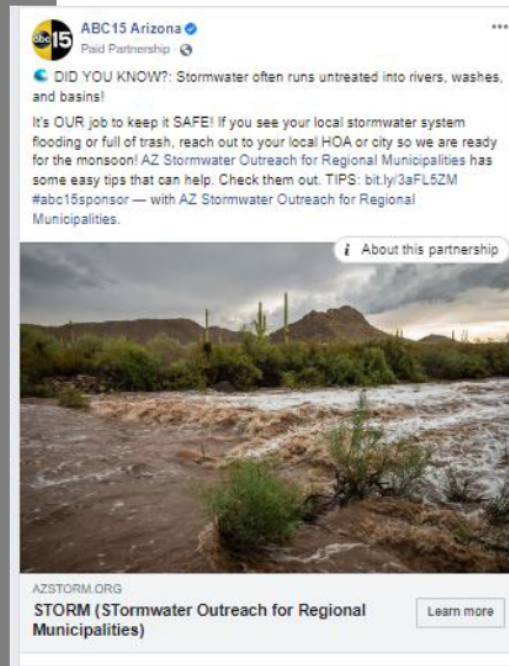 abc15
ABC15 Arizona
Paid Partnership ·
DID YOU KNOW?: Stormwater often runs untreated into rivers, washes,
and basins!
It's OUR job to keep it SAFE! If you see your local stormwater system
flooding or full of trash, reach out to your local HOA or city so we are ready
for the monsoon! AZ Stormwater Outreach for Regional Municipalities has
some easy tips that can help. Check them out. TIPS: bit.ly/3aFL5ZM
#abc15sponsor — with AZ Stormwater Outreach for Regional
Municipalities.
i About this partnership
AZSTORM.ORG
STORM (STormwater Outreach for Regional
Municipalities)
Learn more